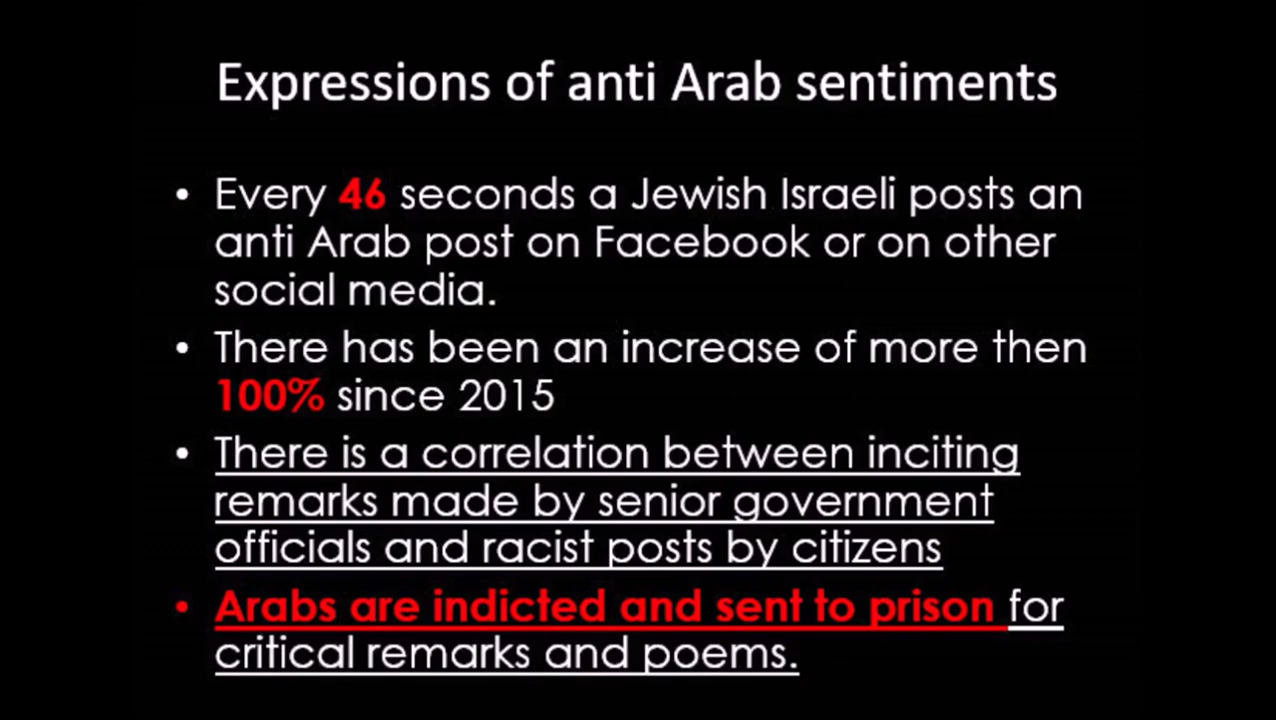 Expressions of anti Arab sentiments
• Every 46 seconds a Jewish Israeli posts an
anti Arab post on Facebook or on other
social media.
• There has been an increase of more then
100% since 2015
• There is a correlation between inciting
remarks made by senior government
officials and racist posts by citizens
• Arabs are indicted and sent to prison for
critical remarks and poems.